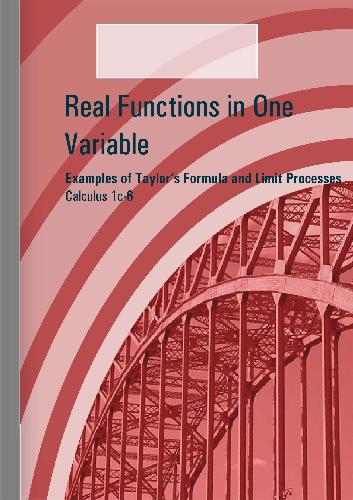 Real Functions in One
Variable
Examples of Taylor's Formula and Limit Processes
Calculus 1c-6